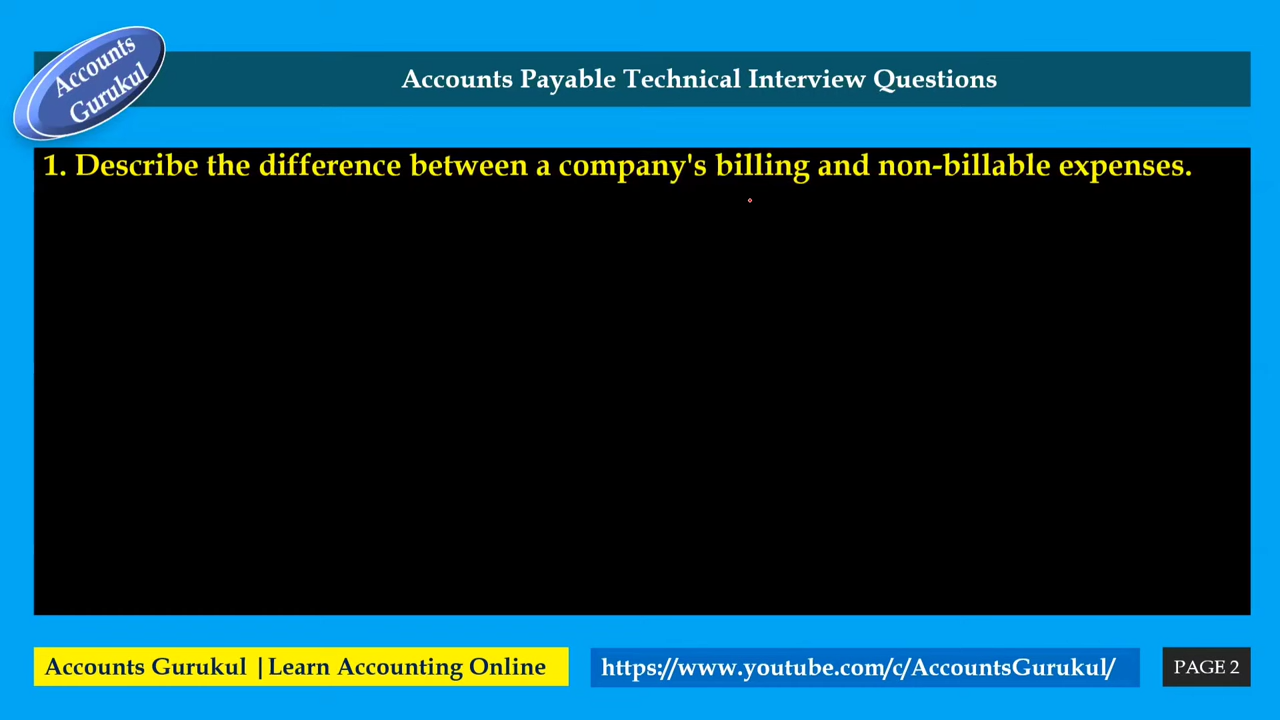 Accounts
Gurukul
Accounts Payable Technical Interview Questions
1. Describe the difference between a company's billing and non-billable expenses.
Accounts Gurukul |Learn Accounting Online
https://www.youtube.com/c/AccountsGurukul/
PAGE 2